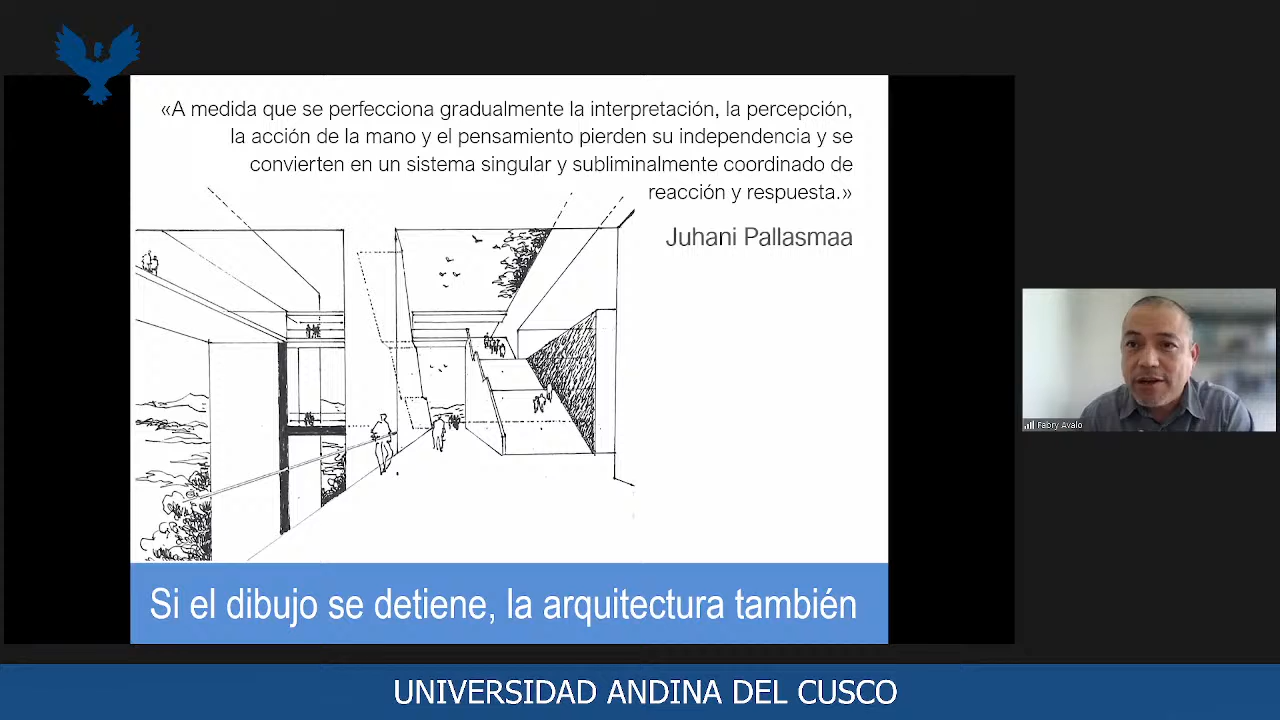 «A medida que se perfecciona gradualmente la interpretación, la percepción,
la acción de la mano y el pensamiento pierden su independencia y se
convierten en un sistema singular y subliminalmente coordinado de
reacción y respuesta.»
Juhani Pallasmaa
Fabry Avalo
Si el dibujo se detiene, la arquitectura también
UNIVERSIDAD ANDINA DEL CUSCO